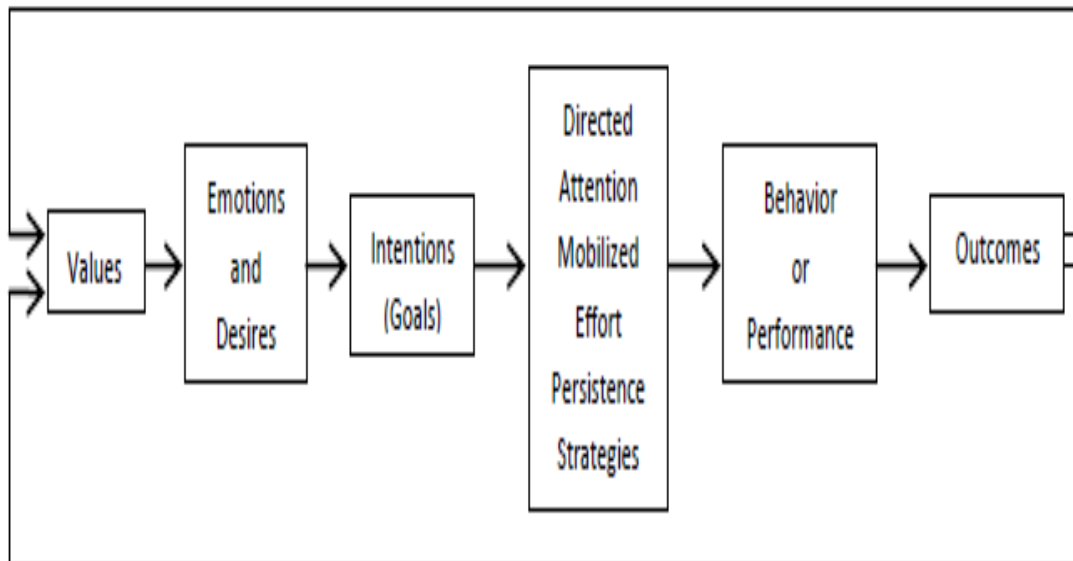 Values
Emotions
and
Desires
Intentions
(Goals)
Directed
Attention
Mobilized
Effort
Persistence
Strategies
Behavior
or
Performance
Outcomes